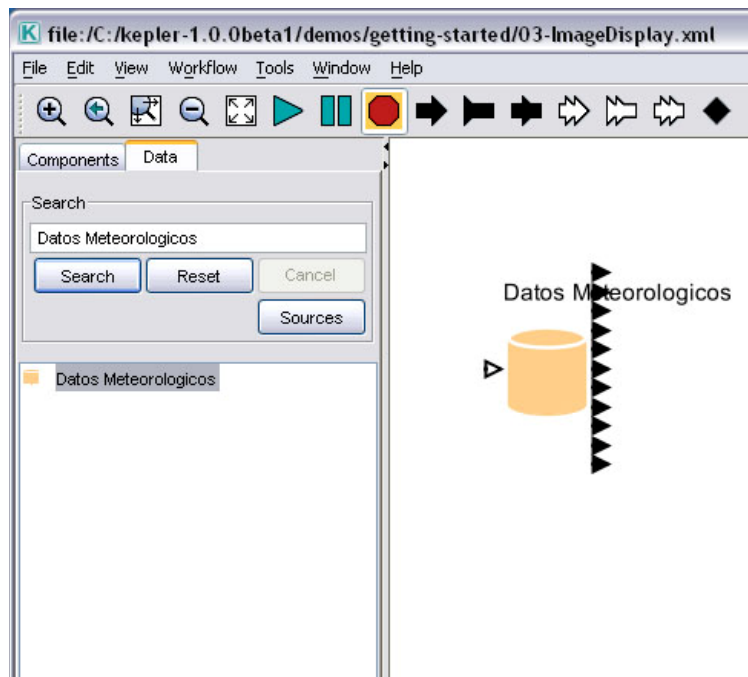 file:/C:/kepler-1.0.0beta1/demos/getting-started/03-ImageDisplay.xml
File Edit View Workflow Tools Window Help
Components Data
Search
Datos Meteorologicos
Search Reset Cancel
Sources
Datos Meteorologicos
Datos Meteorologicos